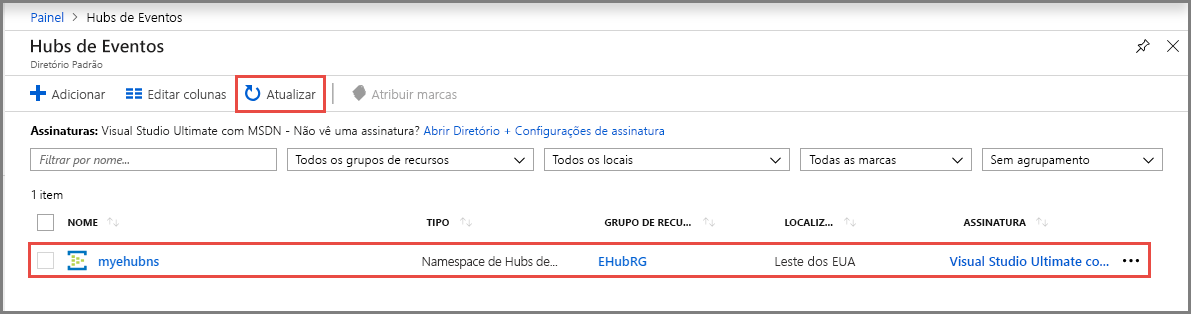 Painel > Hubs de Eventos
Hubs de Eventos
Diretório Padrão
Adicionar Editar colunas Atualizar Atribuir marcas
Assinaturas: Visual Studio Ultimate com MSDN - Não vê uma assinatura? Abrir Diretório + Configurações de assinatura
Filtrar por nome... Todos os grupos de recursos Todos os locais Todas as marcas Sem agrupamento
1 item
NOME TIPO GRUPO DE RECU... LOCALIZ... ASSINATURA
myehubns Namespace de Hubs de... EHubRG Leste dos EUA Visual Studio Ultimate co... •••